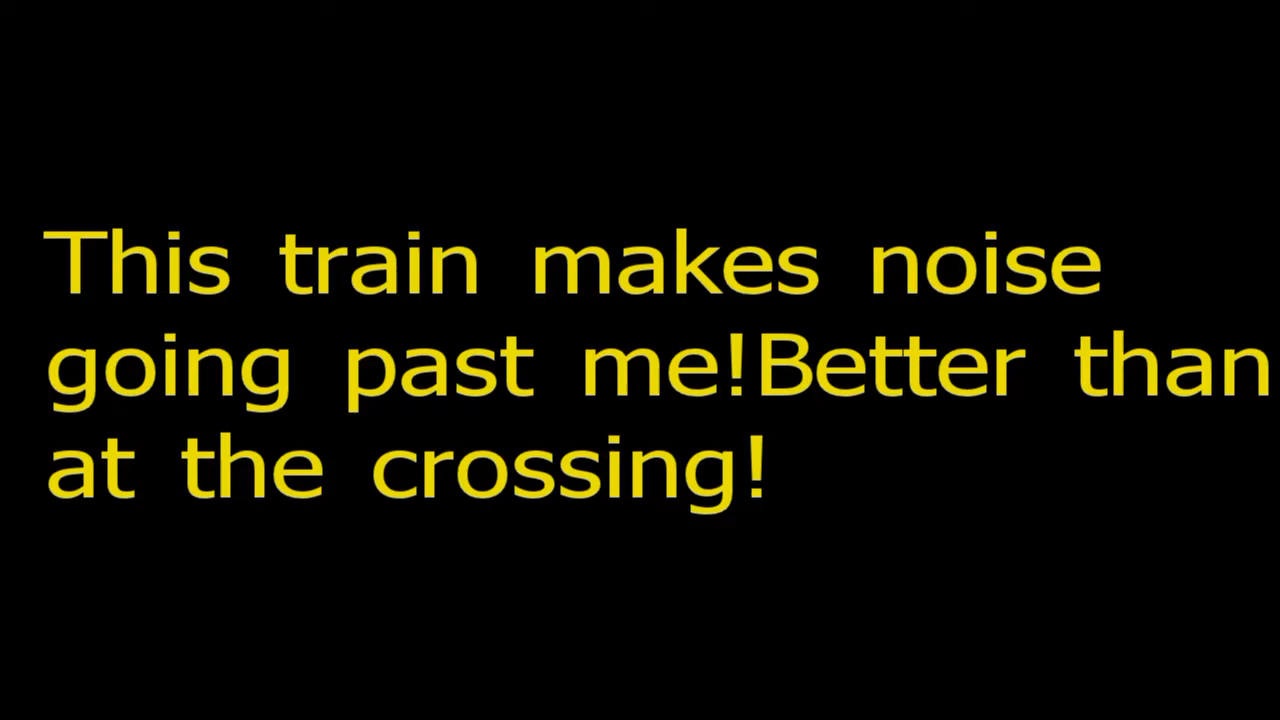 This train makes noise
going past me!Better than
at the crossing!